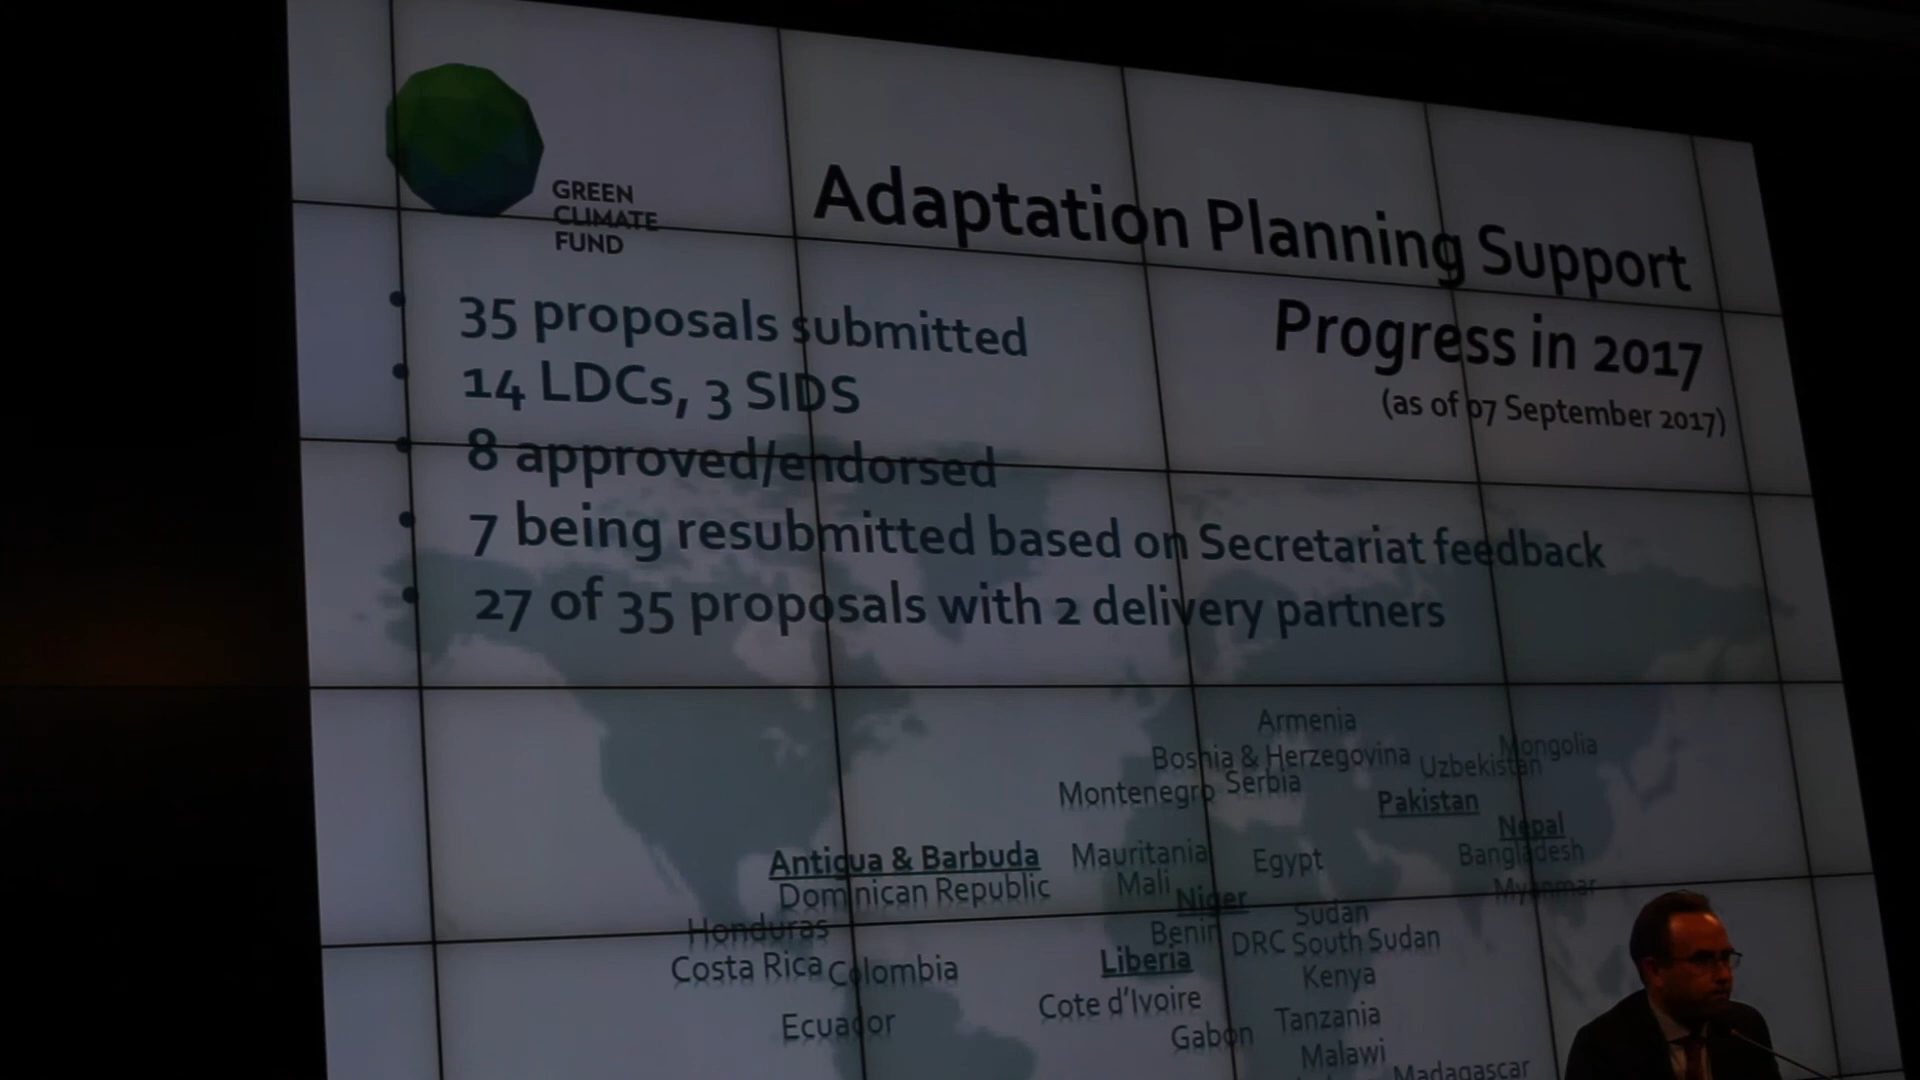 GREEN
CLIMATE
FUND
Adaptation Planning Support
Progress in 2017
(as of 07 September 2017)
• 35 proposals submitted
• 14 LDCs, 3 SIDS
• 8 approved/endorsed
• 7 being resubmitted based on Secretariat feedback
• 27 of 35 proposals with 2 delivery partners
Armenia
Mongolia
Bosnia & Herzegovina
Uzbekistan
Montenegro
Serbia
Pakistan
Nepal
Antigua & Barbuda
Mauritania
Egypt
Bangladesh
Dominican Republic
Mali
Niger
Myanmar
Honduras
Benin
Sudan
DRC
South Sudan
Costa Rica
Colombia
Liberia
Kenya
Cote d'Ivoire
Ecuador
Gabon
Tanzania
Malawi
Madagascar